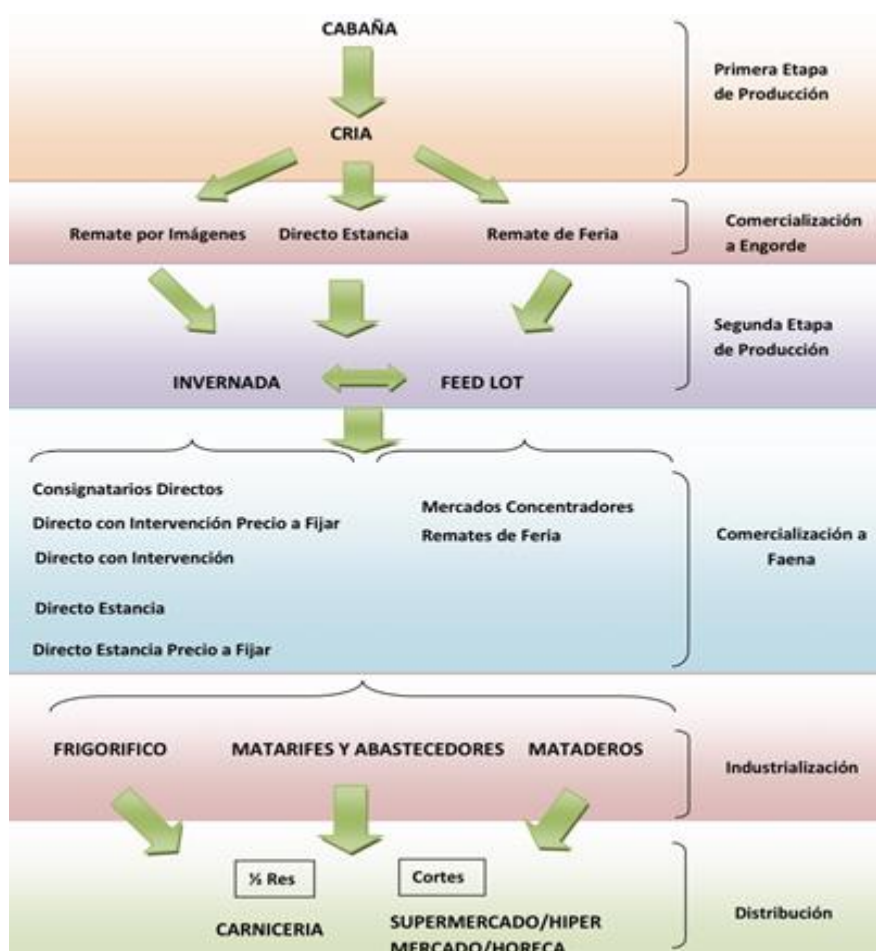 CABAÑA
Primera Etapa
de Producción
CRIA
Remate por Imágenes
Directo Estancia
Remate de Feria
Comercialización
a Engorde
Segunda Etapa
de Producción
INVERNADA
FEED LOT
Consignatarios Directos
Directo con Intervención Precio a Fijar
Directo con Intervención
Directo Estancia
Directo Estancia Precio a Fijar
Mercados Concentradores
Remates de Feria
Comercialización a
Faena
FRIGORIFICO
MATARIFES Y ABASTECEDORES
MATADEROS
Industrialización
½ Res
Cortes
CARNICERIA
SUPERMERCADO/HIPER
MERCADO/HORECA
Distribución